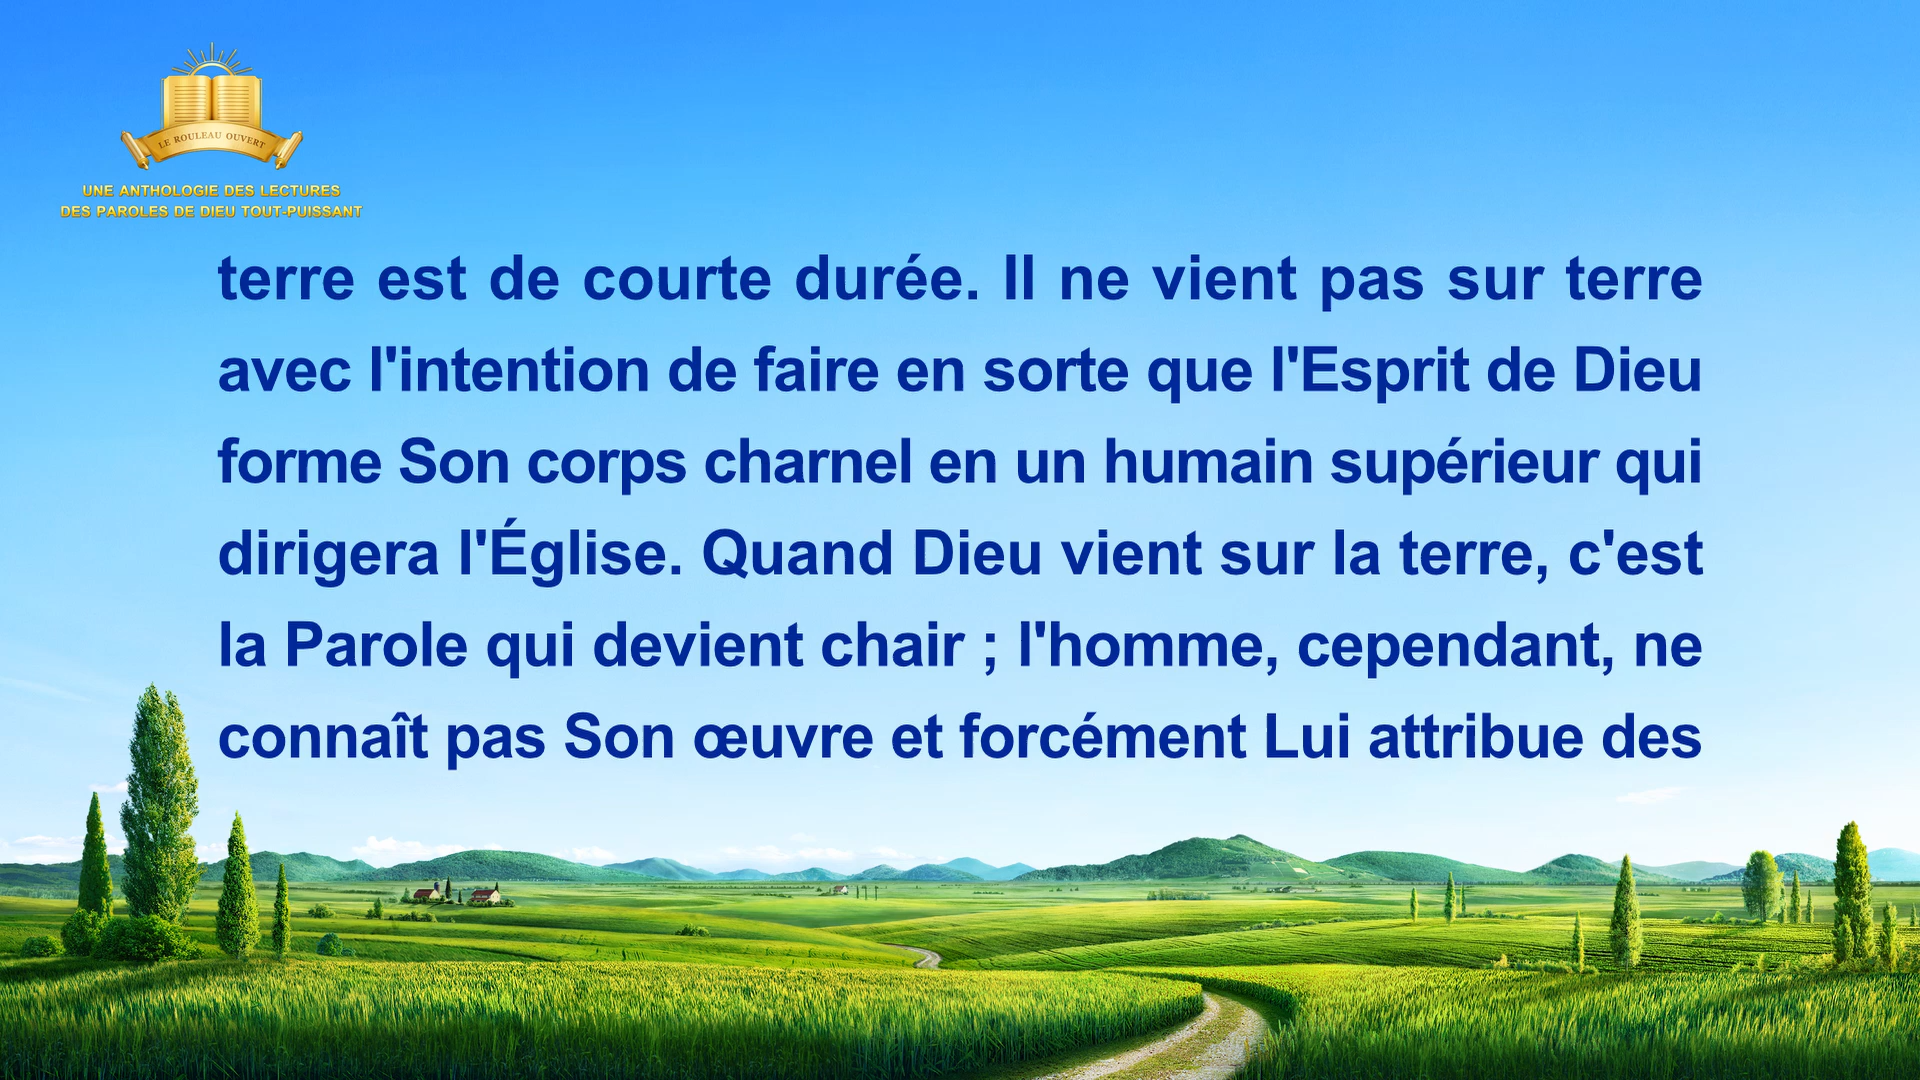 LE ROULEAU OUVERT
UNE ANTHOLOGIE DES LECTURES
DES PAROLES DE DIEU TOUT-PUISSANT
terre est de courte durée. Il ne vient pas sur terre
avec l'intention de faire en sorte que l'Esprit de Dieu
forme Son corps charnel en un humain supérieur qui
dirigera l'Église. Quand Dieu vient sur la terre, c'est
la Parole qui devient chair ; l'homme, cependant, ne
connaît pas Son œuvre et forcément Lui attribue des